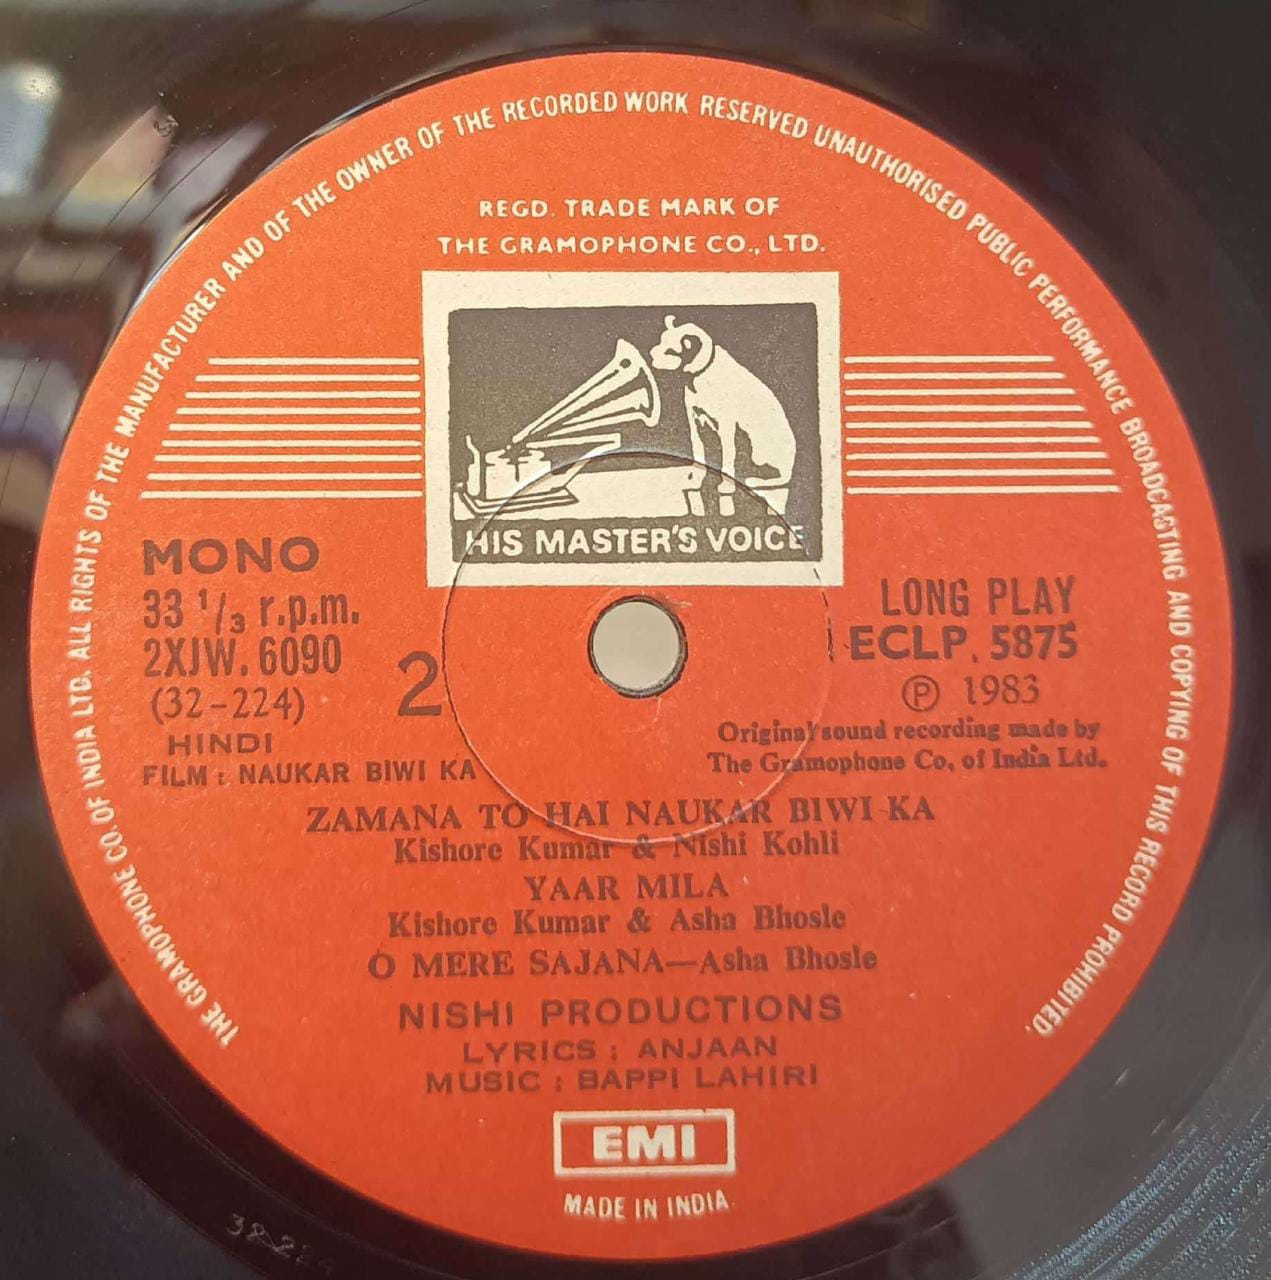 THE GRAMOPHONE CO. OF INDIA LTD. ALL RIGHTS OF THE MANUFACTURER AND OF THE OWNER OF THE RECORDED WORK RESERVED UNAUTHORISED PUBLIC PERFORMANCE BROADCASTING AND COPYING OF THIS RECORD PROHIBITED.
REGD. TRADE MARK OF
THE GRAMOPHONE CO., LTD.
HIS MASTER'S VOICE
MONO
33 1/3 r.p.m.
2XJW. 6090
(32-224)
HINDI
FILM : NAUKAR BIWI KA
2
LONG PLAY
ECLP. 5875
Ⓟ 1983
Original sound recording made by
The Gramophone Co. of India Ltd.
ZAMANA TO HAI NAUKAR BIWI KA
Kishore Kumar & Nishi Kohli
YAAR MILA
Kishore Kumar & Asha Bhosle
O MERE SAJANA—Asha Bhosle
NISHI PRODUCTIONS
LYRICS : ANJAAN
MUSIC : BAPPI LAHIRI
EMI
MADE IN INDIA.